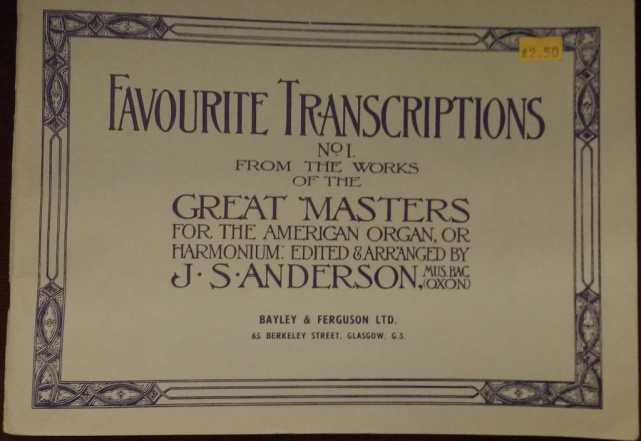 £2.50
FAVOURITE TRANSCRIPTIONS
No 1.
FROM THE WORKS
OF THE
GREAT MASTERS
FOR THE AMERICAN ORGAN, OR
HARMONIUM. EDITED & ARRANGED BY
J. S. ANDERSON, MUS. BAC. (OXON)
BAYLEY & FERGUSON LTD.
65 BERKELEY STREET, GLASGOW, G.S.